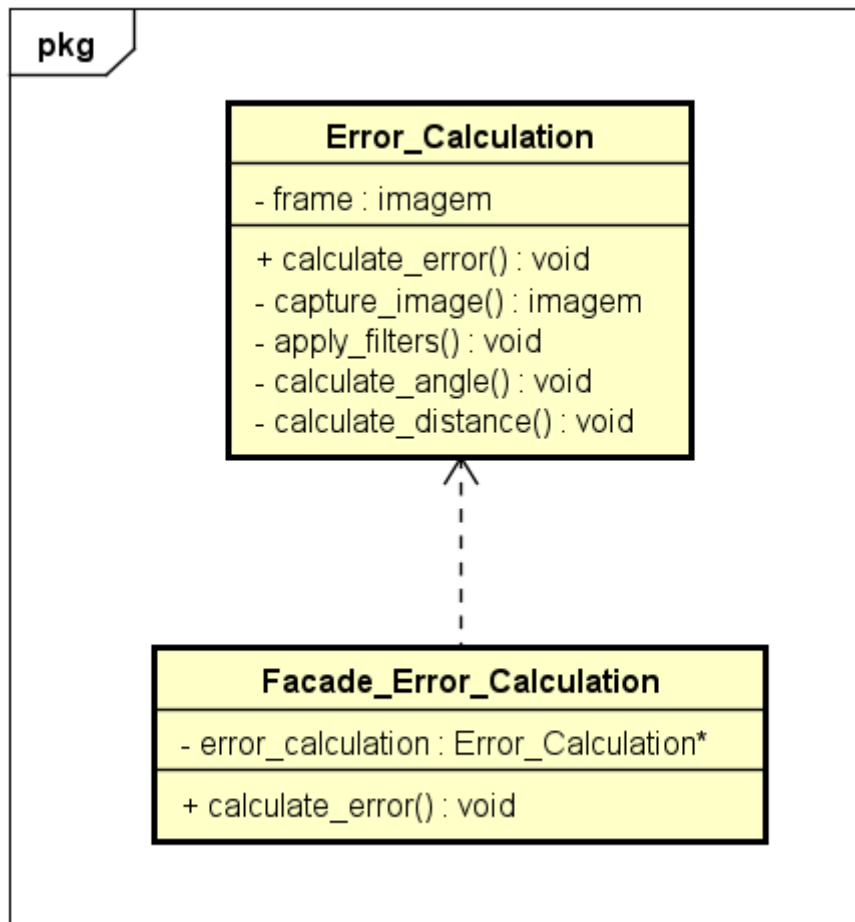 pkg
Error_Calculation
- frame : imagem
+ calculate_error() : void
- capture_image() : imagem
- apply_filters() : void
- calculate_angle() : void
- calculate_distance() : void
Facade_Error_Calculation
- error_calculation : Error_Calculation*
+ calculate_error() : void